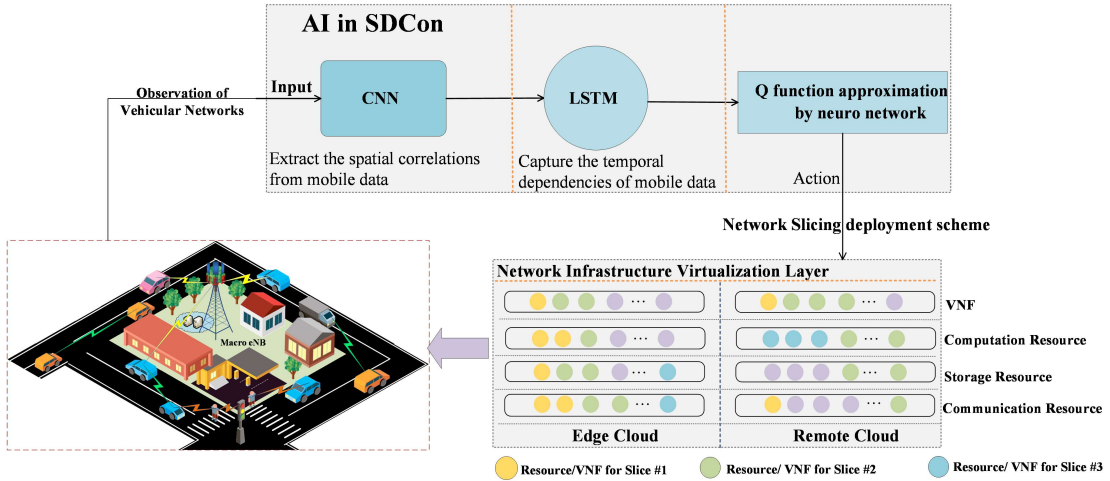 AI in SDCon
Observation of
Vehicular Networks
Input
CNN
LSTM
Q function approximation
by neuro network
Extract the spatial correlations
from mobile data
Capture the temporal
dependencies of mobile data
Action
Network Slicing deployment scheme
Network Infrastructure Virtualization Layer
... ... VNF
... ... Computation Resource
... ... Storage Resource
... ... Communication Resource
Edge Cloud Remote Cloud
Macro eNB
Resource/VNF for Slice #1 Resource/ VNF for Slice #2 Resource/ VNF for Slice #3